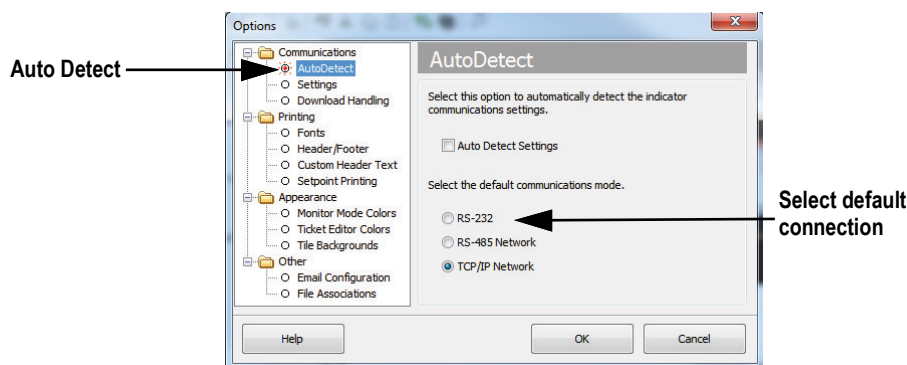 Options
Auto Detect
Communications
AutoDetect
Settings
Download Handling
Printing
Fonts
Header/Footer
Custom Header Text
Setpoint Printing
Appearance
Monitor Mode Colors
Ticket Editor Colors
Tile Backgrounds
Other
Email Configuration
File Associations
AutoDetect
Select this option to automatically detect the indicator
communications settings.
Auto Detect Settings
Select the default communications mode.
RS-232
RS-485 Network
TCP/IP Network
Select default
connection
Help
OK
Cancel